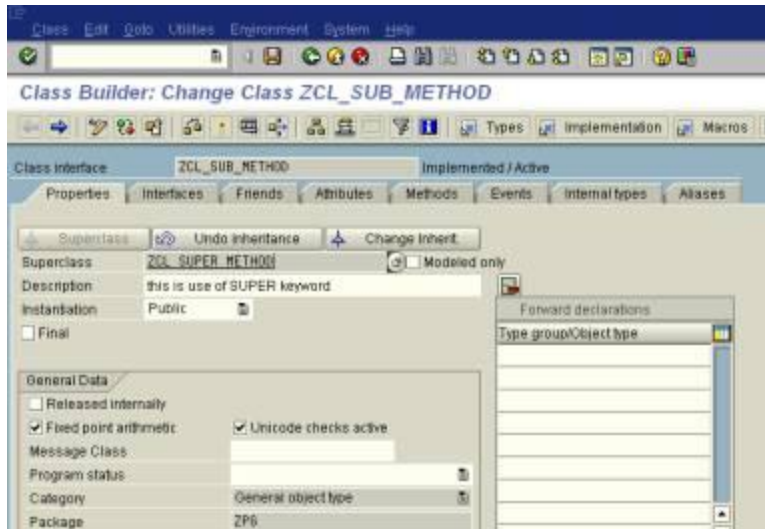 Class Edit Goto Utilities Environment System Help
Class Builder: Change Class ZCL_SUB_METHOD
Types Implementation Macros
Class interface ZCL_SUB_METHOD Implemented / Active
Properties Interfaces Friends Attributes Methods Events Internal types Aliases
Superclass Undo inheritance Change Inherit.
Superclass ZCL_SUPER_METHOD Modeled only
Description this is use of SUPER keyword
Instantiation Public Forward declarations
Final Type group/Object type
General Data
Released internally
Fixed point arithmetic Unicode checks active
Message Class
Program status
Category General object type
Package ZPG